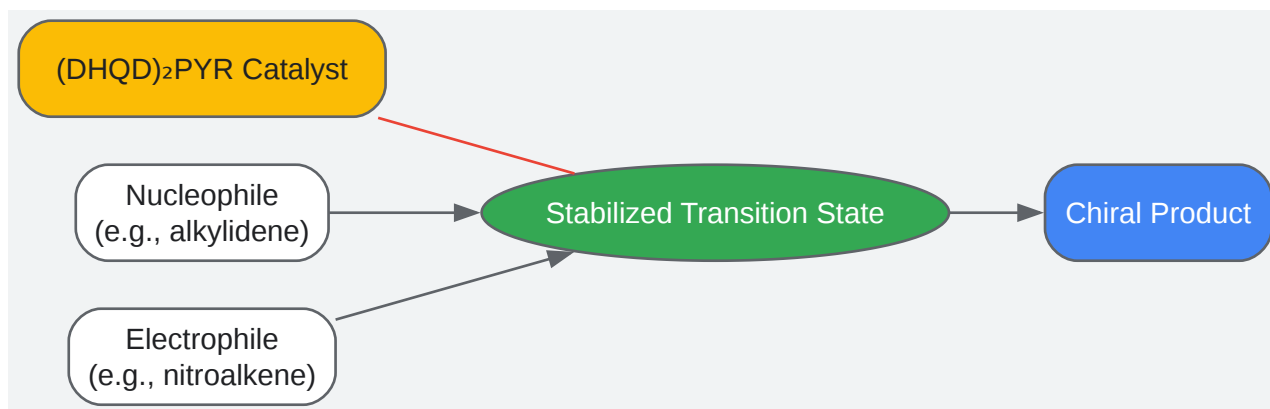 (DHQD)₂PYR Catalyst
Nucleophile
(e.g., alkylidene)
Stabilized Transition State
Chiral Product
Electrophile
(e.g., nitroalkene)